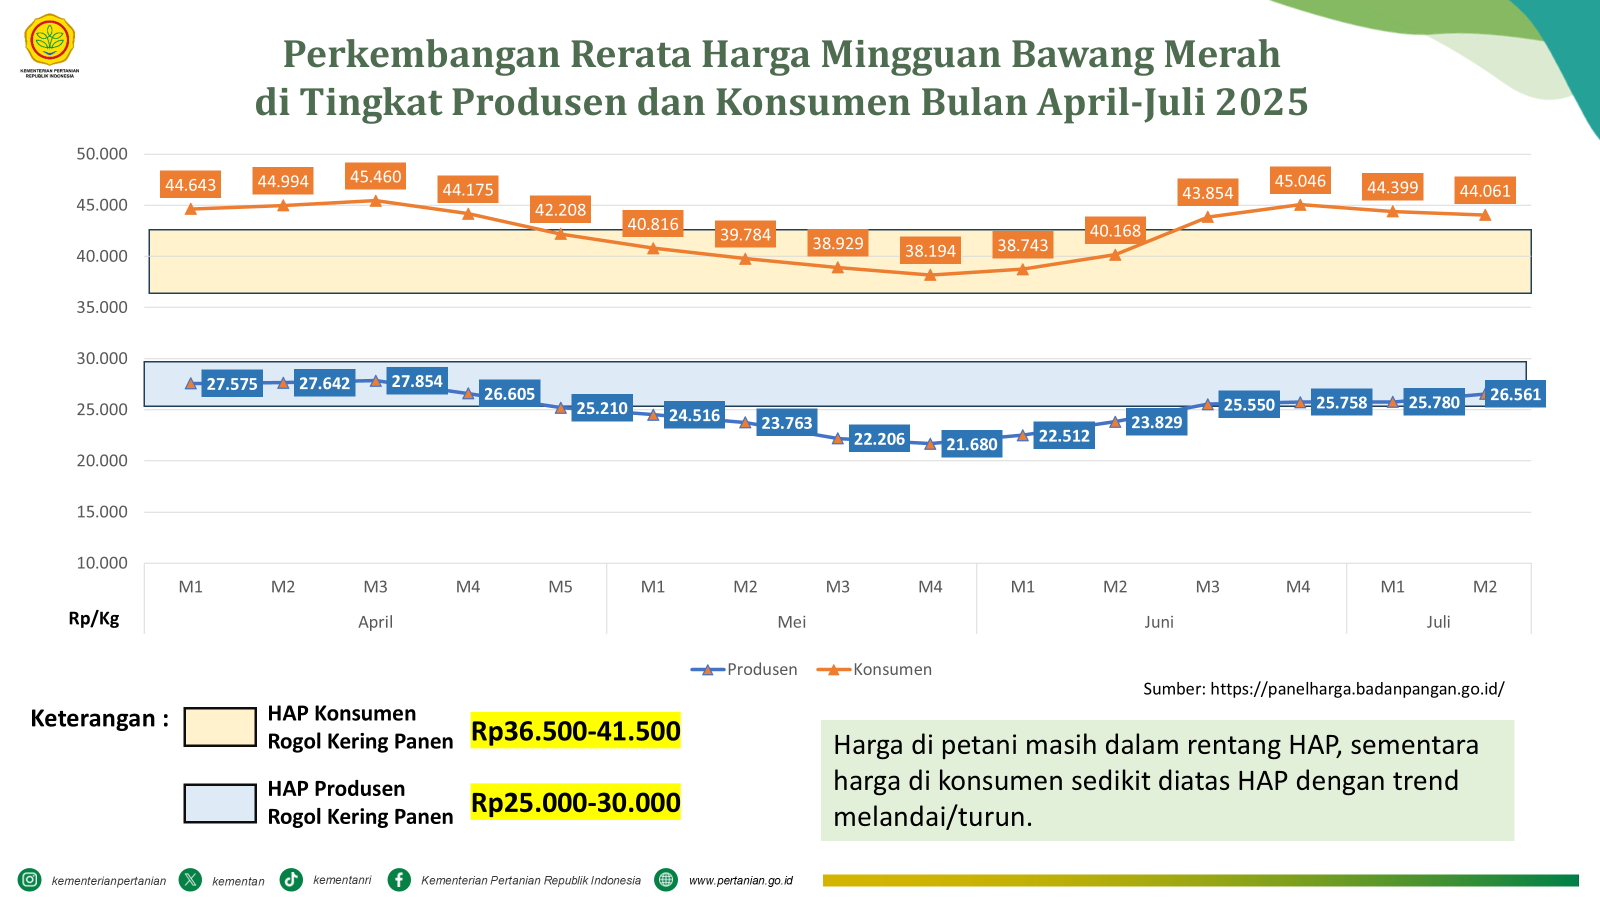 KEMENTERIAN PERTANIAN
REPUBLIK INDONESIA
Perkembangan Rerata Harga Mingguan Bawang Merah
di Tingkat Produsen dan Konsumen Bulan April-Juli 2025
50.000
45.000
40.000
35.000
30.000
25.000
20.000
15.000
10.000
44.643 44.994 45.460 44.175 42.208 40.816 39.784 38.929 38.194 38.743 40.168 43.854 45.046 44.399 44.061
27.575 27.642 27.854 26.605 25.210 24.516 23.763 22.206 21.680 22.512 23.829 25.550 25.758 25.780 26.561
M1 M2 M3 M4 M5 M1 M2 M3 M4 M1 M2 M3 M4 M1 M2
Rp/Kg
April Mei Juni Juli
Produsen Konsumen
Sumber: https://panelharga.badanpangan.go.id/
Keterangan :
HAP Konsumen
Rogol Kering Panen
Rp36.500-41.500
HAP Produsen
Rogol Kering Panen
Rp25.000-30.000
Harga di petani masih dalam rentang HAP, sementara
harga di konsumen sedikit diatas HAP dengan trend
melandai/turun.
kementerianpertanian kementan kementanri Kementerian Pertanian Republik Indonesia www.pertanian.go.id